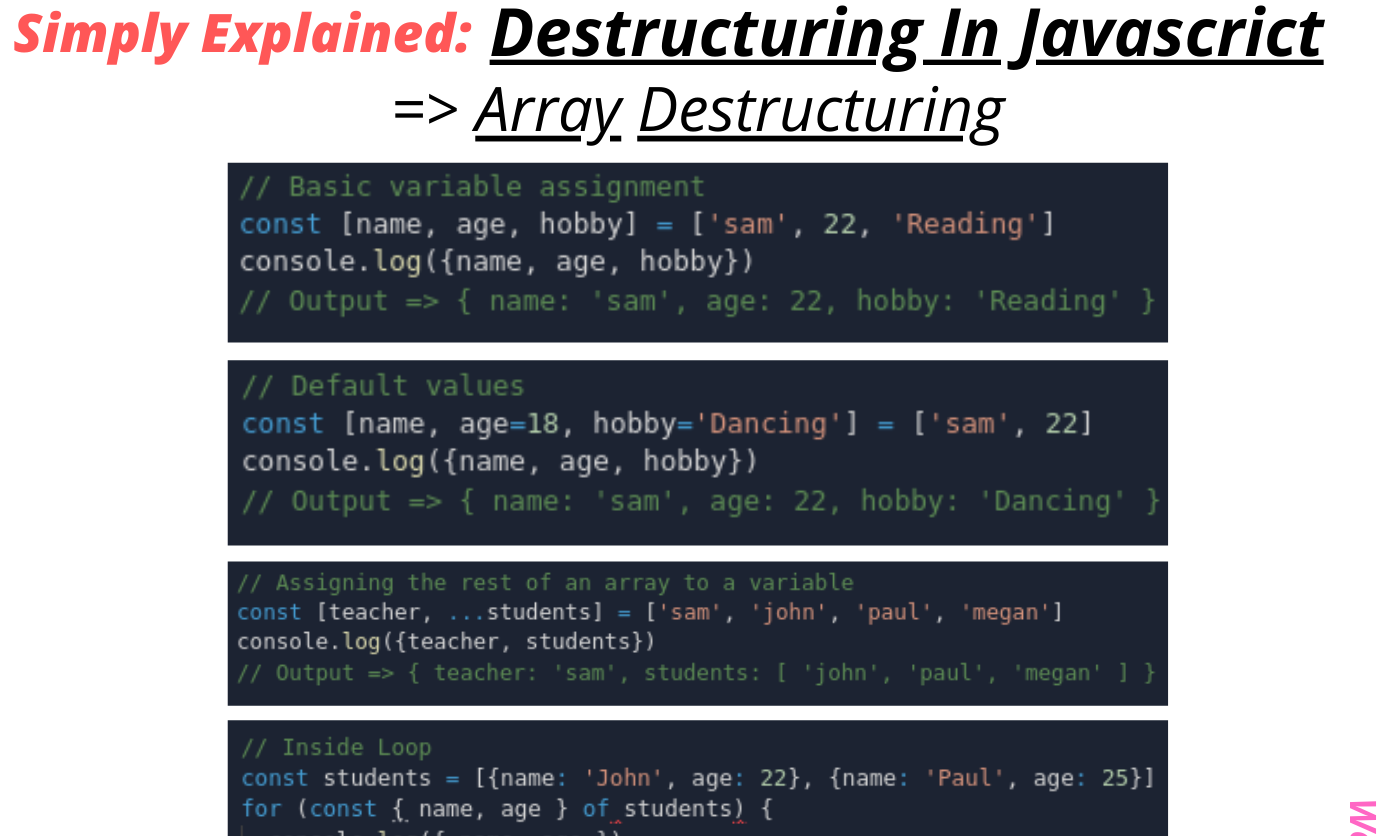 Simply Explained: Destructuring In Javascrict
=> Array Destructuring
// Basic variable assignment
const [name, age, hobby] = ['sam', 22, 'Reading']
console.log({name, age, hobby})
// Output => { name: 'sam', age: 22, hobby: 'Reading' }
// Default values
const [name, age=18, hobby='Dancing'] = ['sam', 22]
console.log({name, age, hobby})
// Output => { name: 'sam', age: 22, hobby: 'Dancing' }
// Assigning the rest of an array to a variable
const [teacher, ...students] = ['sam', 'john', 'paul', 'megan']
console.log({teacher, students})
// Output => { teacher: 'sam', students: [ 'john', 'paul', 'megan' ] }
// Inside Loop
const students = [{name: 'John', age: 22}, {name: 'Paul', age: 25}]
for (const { name, age } of students) {